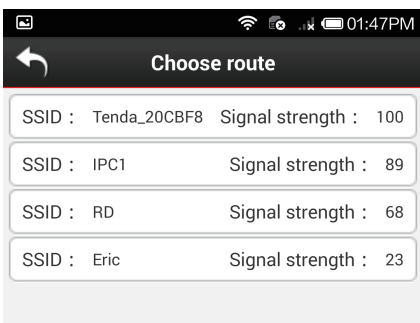 01:47PM
Choose route
SSID : Tenda_20CBF8 Signal strength : 100
SSID : IPC1 Signal strength : 89
SSID : RD Signal strength : 68
SSID : Eric Signal strength : 23